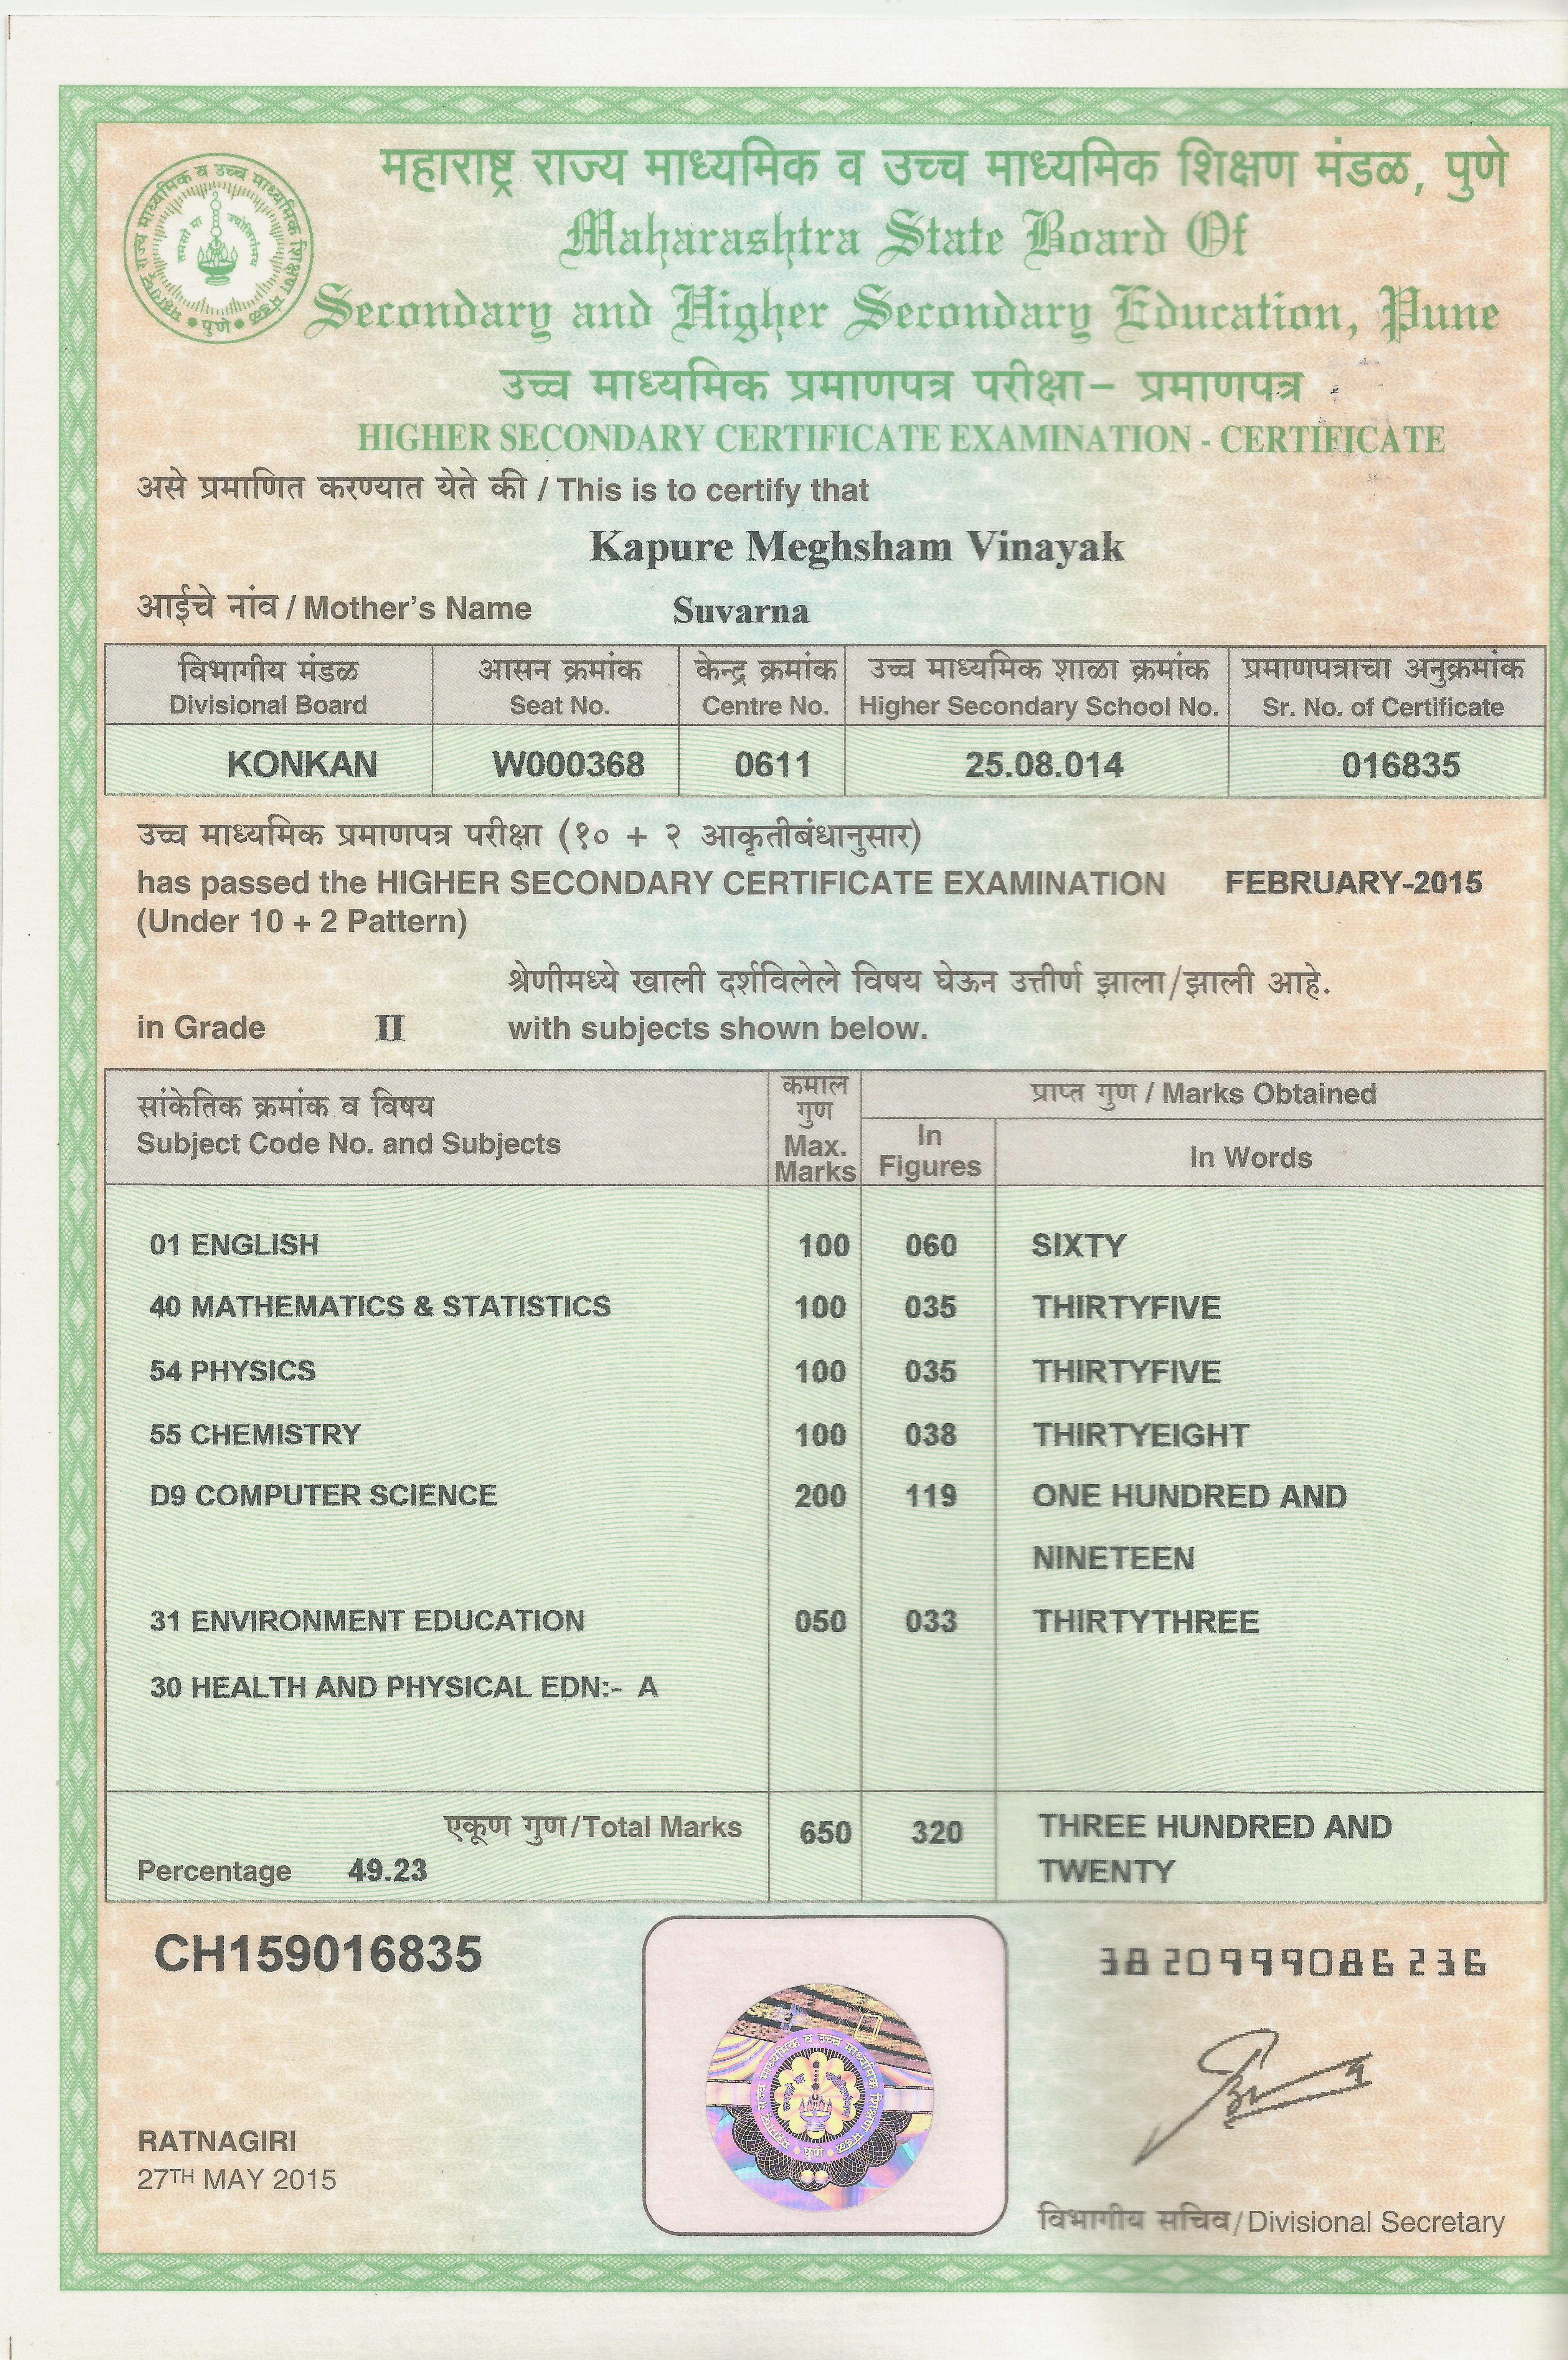 महाराष्ट्र राज्य माध्यमिक व उच्च माध्यमिक शिक्षण मंडळ, पुणे
Maharashtra State Board Of
Secondary and Higher Secondary Education, Pune
उच्च माध्यमिक प्रमाणपत्र परीक्षा– प्रमाणपत्र
HIGHER SECONDARY CERTIFICATE EXAMINATION - CERTIFICATE
असे प्रमाणित करण्यात येते की / This is to certify that
Kapure Meghsham Vinayak
आईचे नांव / Mother's Name Suvarna
विभागीय मंडळ आसन क्रमांक केन्द्र क्रमांक उच्च माध्यमिक शाळा क्रमांक प्रमाणपत्राचा अनुक्रमांक
Divisional Board Seat No. Centre No. Higher Secondary School No. Sr. No. of Certificate
KONKAN W000368 0611 25.08.014 016835
उच्च माध्यमिक प्रमाणपत्र परीक्षा (१० + २ आकृतीबंधानुसार)
has passed the HIGHER SECONDARY CERTIFICATE EXAMINATION FEBRUARY-2015
(Under 10 + 2 Pattern)
श्रेणीमध्ये खाली दर्शविलेले विषय घेऊन उत्तीर्ण झाला/झाली आहे.
in Grade II with subjects shown below.
सांकेतिक क्रमांक व विषय
Subject Code No. and Subjects
कमाल
गुण
Max.
Marks
प्राप्त गुण / Marks Obtained
In
Figures
In Words
01 ENGLISH 100 060 SIXTY
40 MATHEMATICS & STATISTICS 100 035 THIRTYFIVE
54 PHYSICS 100 035 THIRTYFIVE
55 CHEMISTRY 100 038 THIRTYEIGHT
D9 COMPUTER SCIENCE 200 119 ONE HUNDRED AND
NINETEEN
31 ENVIRONMENT EDUCATION 050 033 THIRTYTHREE
30 HEALTH AND PHYSICAL EDN:- A
एकूण गुण/Total Marks 650 320 THREE HUNDRED AND
Percentage 49.23 TWENTY
CH159016835
38 20999086 236
RATNAGIRI
27TH MAY 2015
विभागीय सचिव/Divisional Secretary